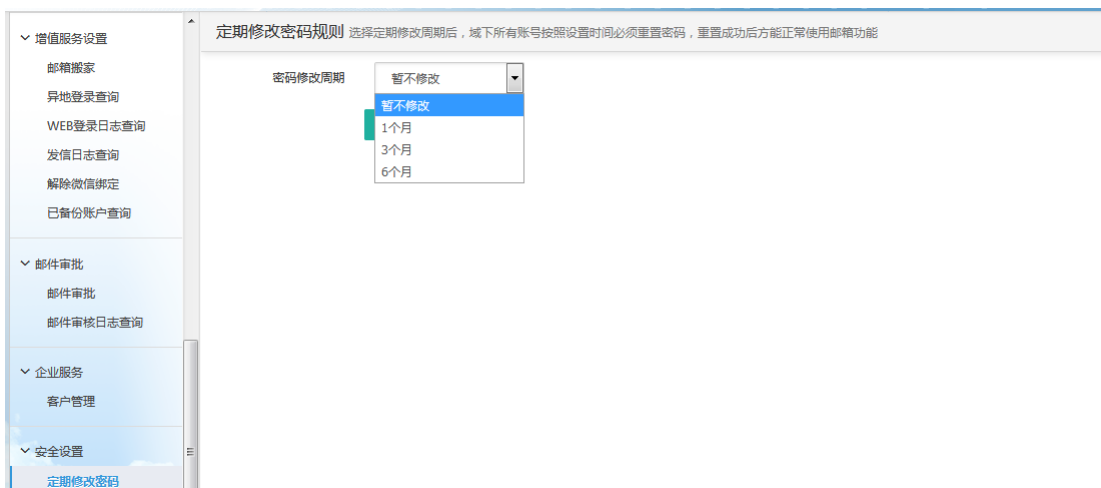 增值服务设置
邮箱搬家
异地登录查询
WEB登录日志查询
发信日志查询
解除微信绑定
已备份账户查询
邮件审批
邮件审批
邮件审核日志查询
企业服务
客户管理
安全设置
定期修改密码
定期修改密码规则 选择定期修改周期后，域下所有账号按照设置时间必须重置密码，重置成功后方能正常使用邮箱功能
密码修改周期 暂不修改
暂不修改
1个月
3个月
6个月